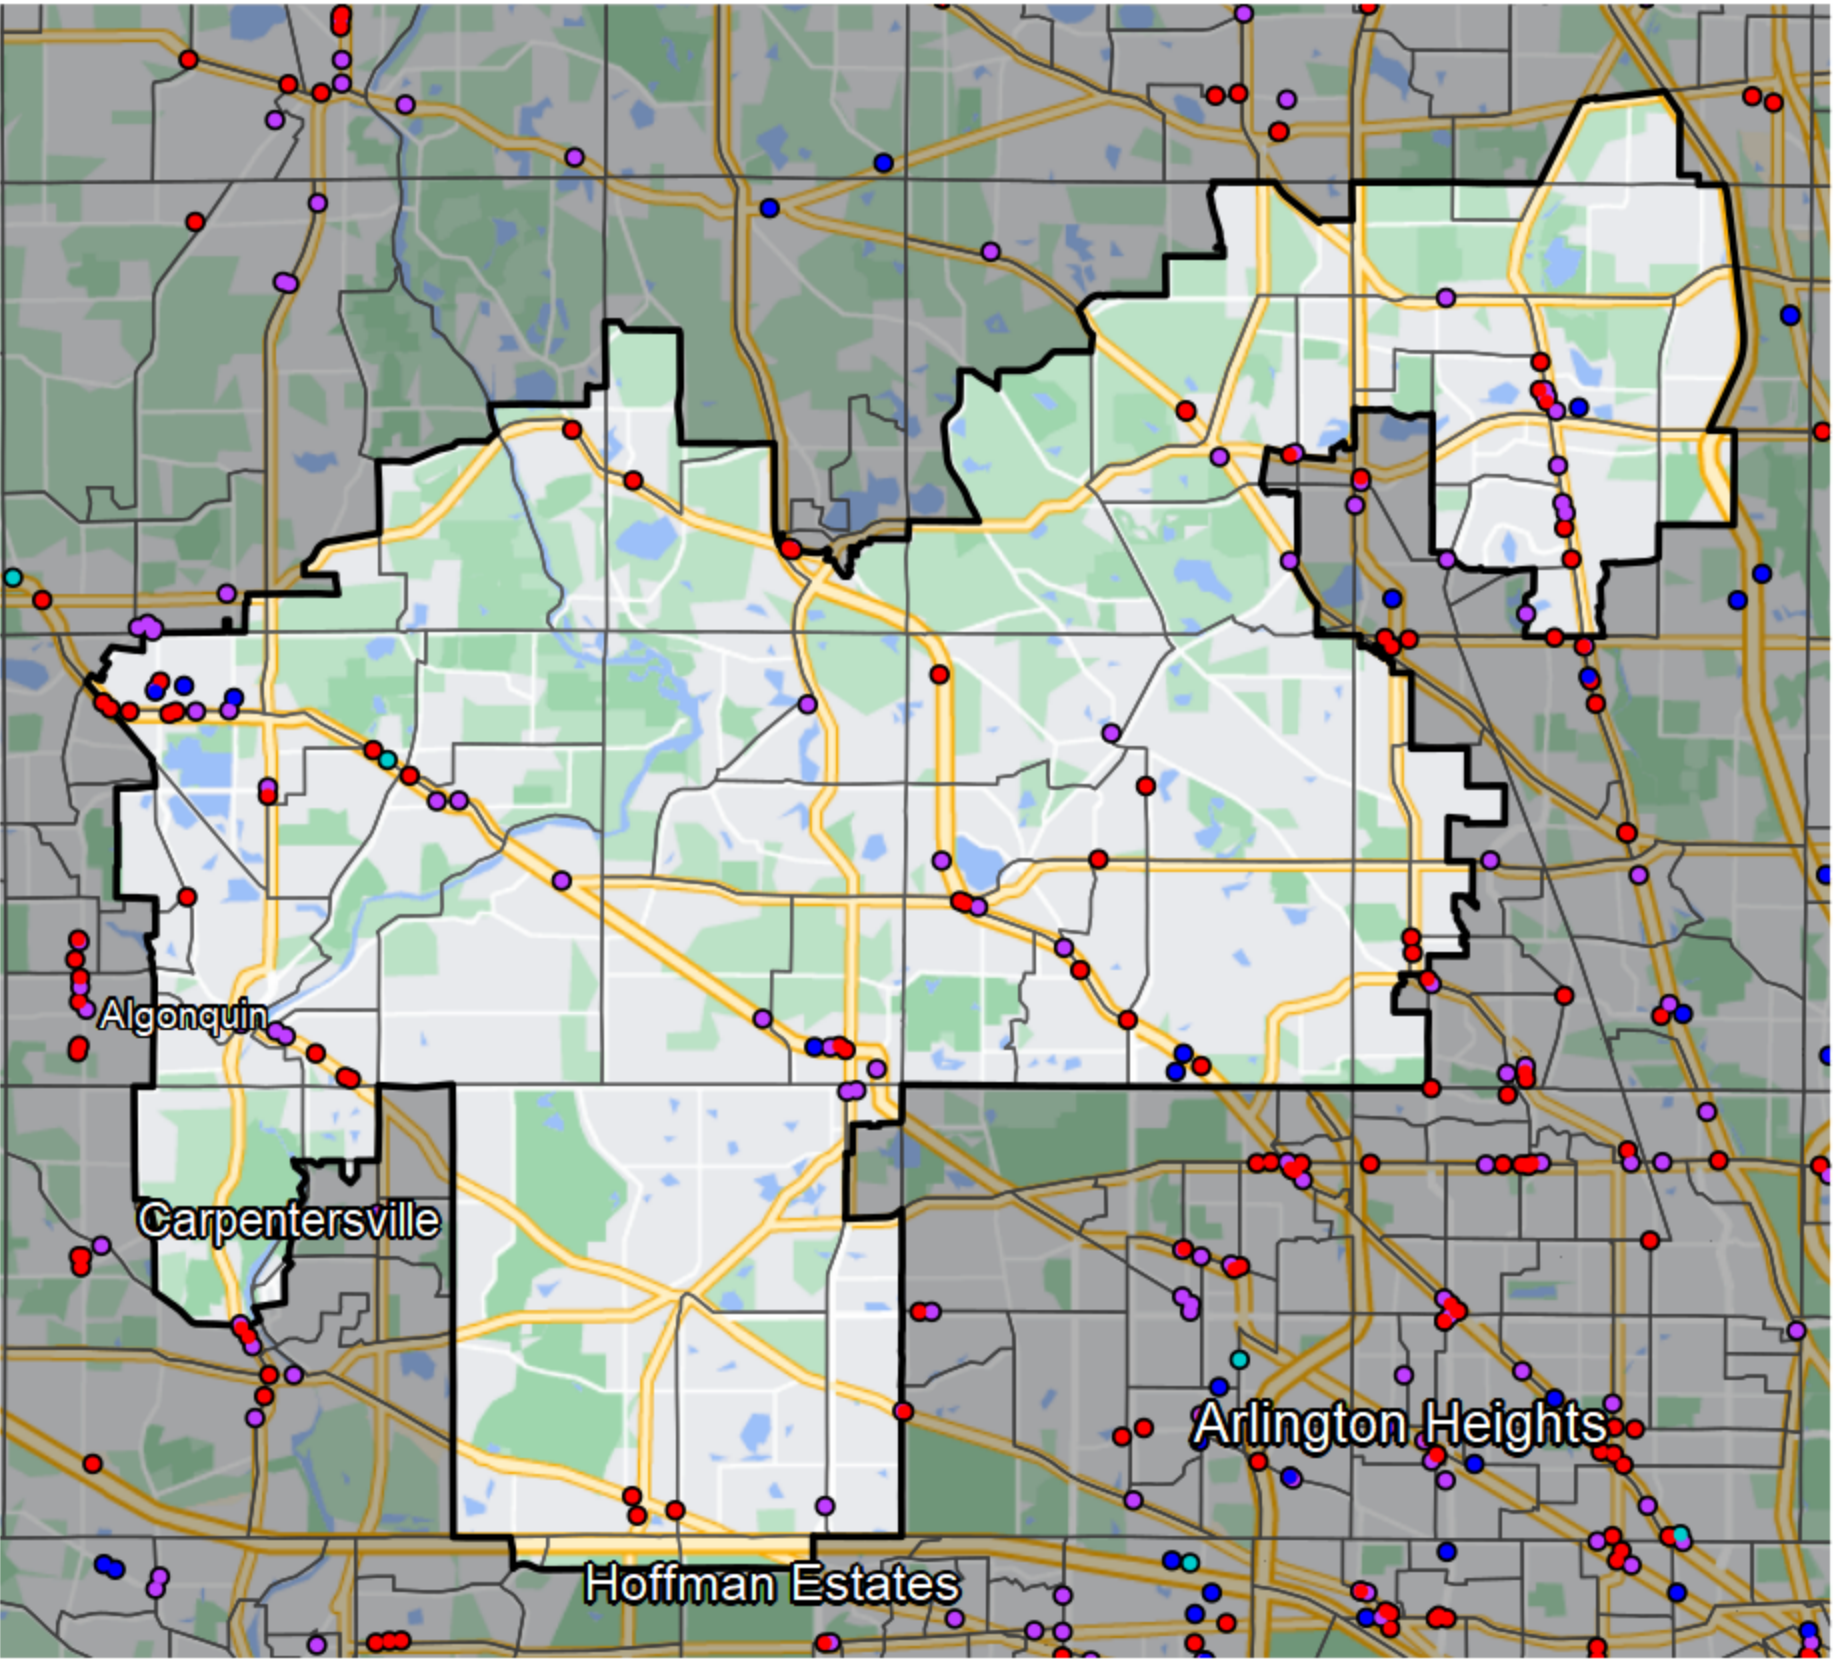 Algonquin
Carpentersville
Arlington Heights
Hoffman Estates